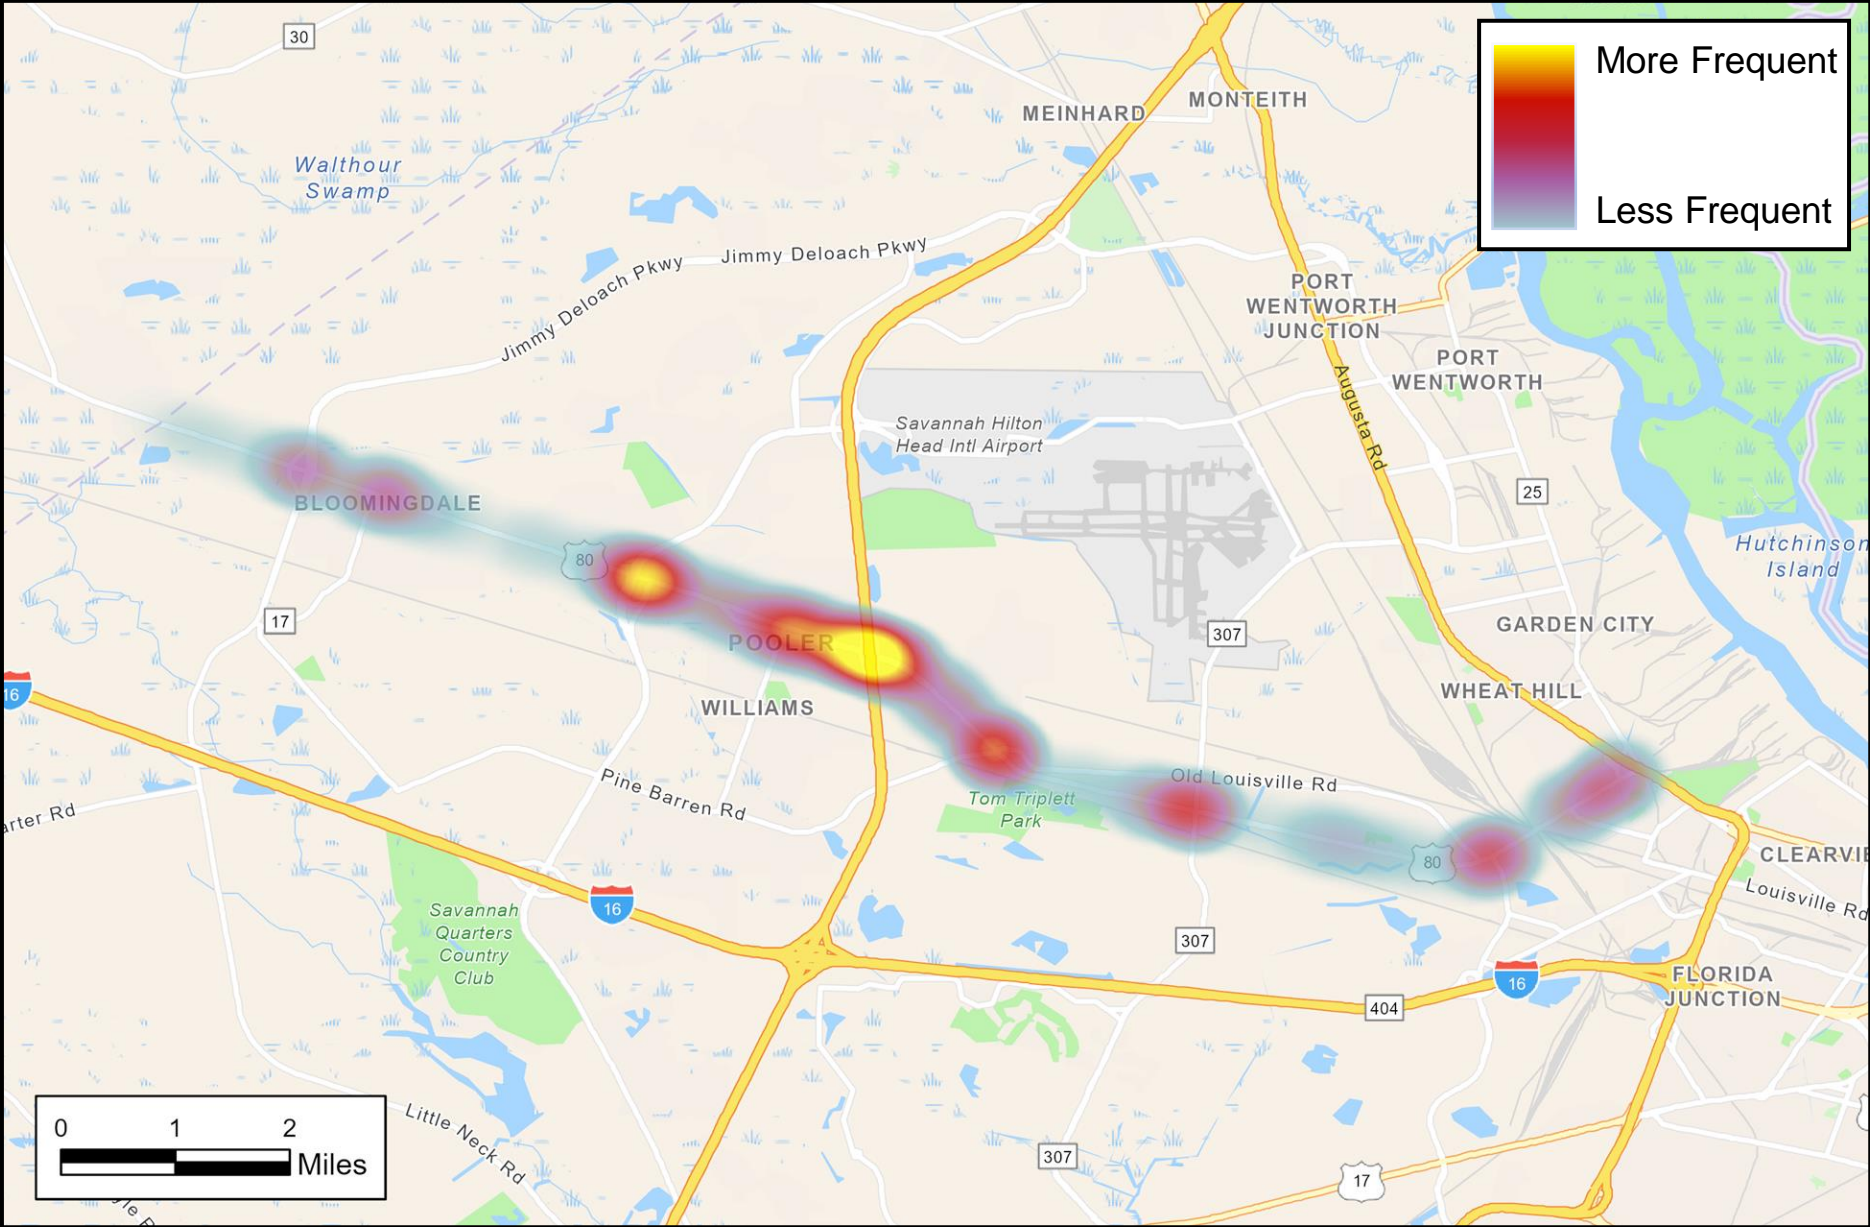 30
More Frequent
Less Frequent
MONTEITH
MEINHARD
Walthour
Swamp
Jimmy Deloach Pkwy
Jimmy Deloach Pkwy
PORT
WENTWORTH
JUNCTION
PORT
WENTWORTH
Augusta Rd
Savannah Hilton
Head Intl Airport
25
BLOOMINGDALE
80
Hutchinson
Island
17
307
GARDEN CITY
POOLER
16
WILLIAMS
WHEAT HILL
Pine Barren Rd
Old Louisville Rd
Tom Triplett
Park
arter Rd
80
CLEARVIE
Louisville Rd
16
Savannah
Quarters
Country
Club
307
16
FLORIDA
JUNCTION
404
0 1 2
Miles
Little Neck Rd
307
17